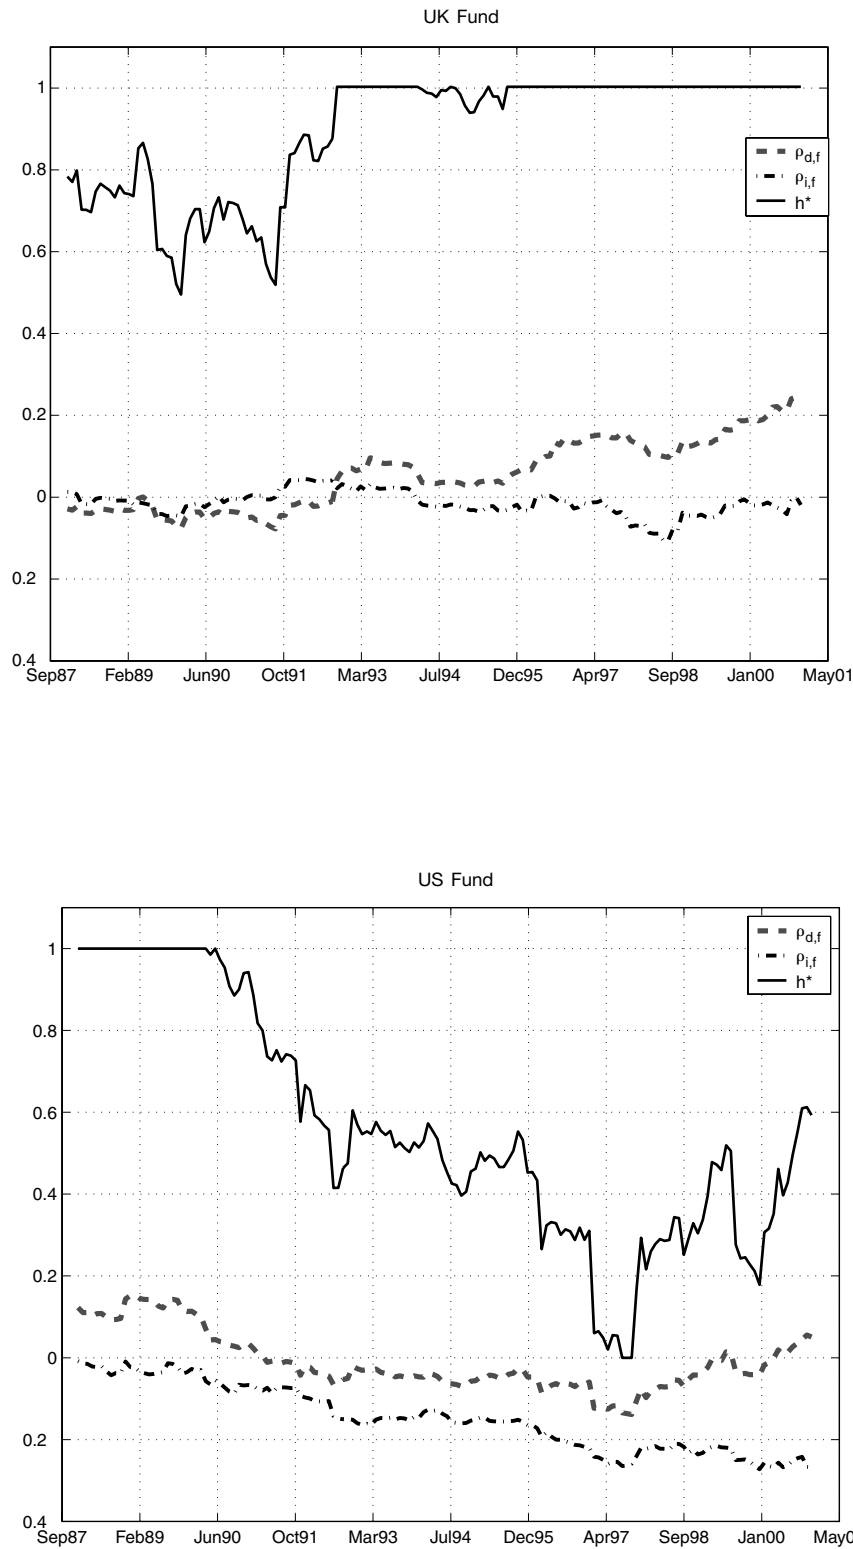 UK Fund
1
0.8
0.6
0.4
0.2
0
0.2
0.4
ρd,f
ρi,f
h*
Sep87 Feb89 Jun90 Oct91 Mar93 Jul94 Dec95 Apr97 Sep98 Jan00 May01
US Fund
1
0.8
0.6
0.4
0.2
0
0.2
0.4
ρd,f
ρi,f
h*
Sep87 Feb89 Jun90 Oct91 Mar93 Jul94 Dec95 Apr97 Sep98 Jan00 May0